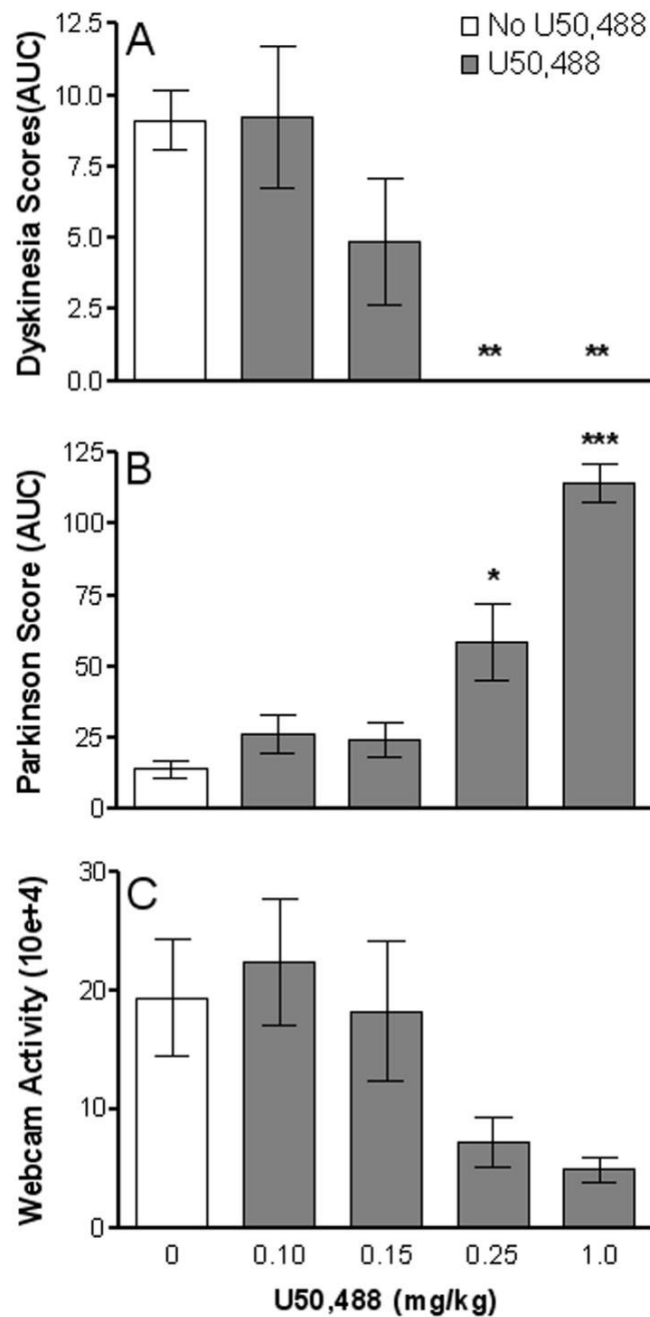 A
No U50,488
U50,488
Dyskinesia Scores(AUC)
12.5
10.0
7.5
5.0
2.5
0.0
**
**
B
Parkinson Score (AUC)
125
100
75
50
25
0
*
***
C
Webcam Activity (10e+4)
30
20
10
0
0 0.10 0.15 0.25 1.0
U50,488 (mg/kg)